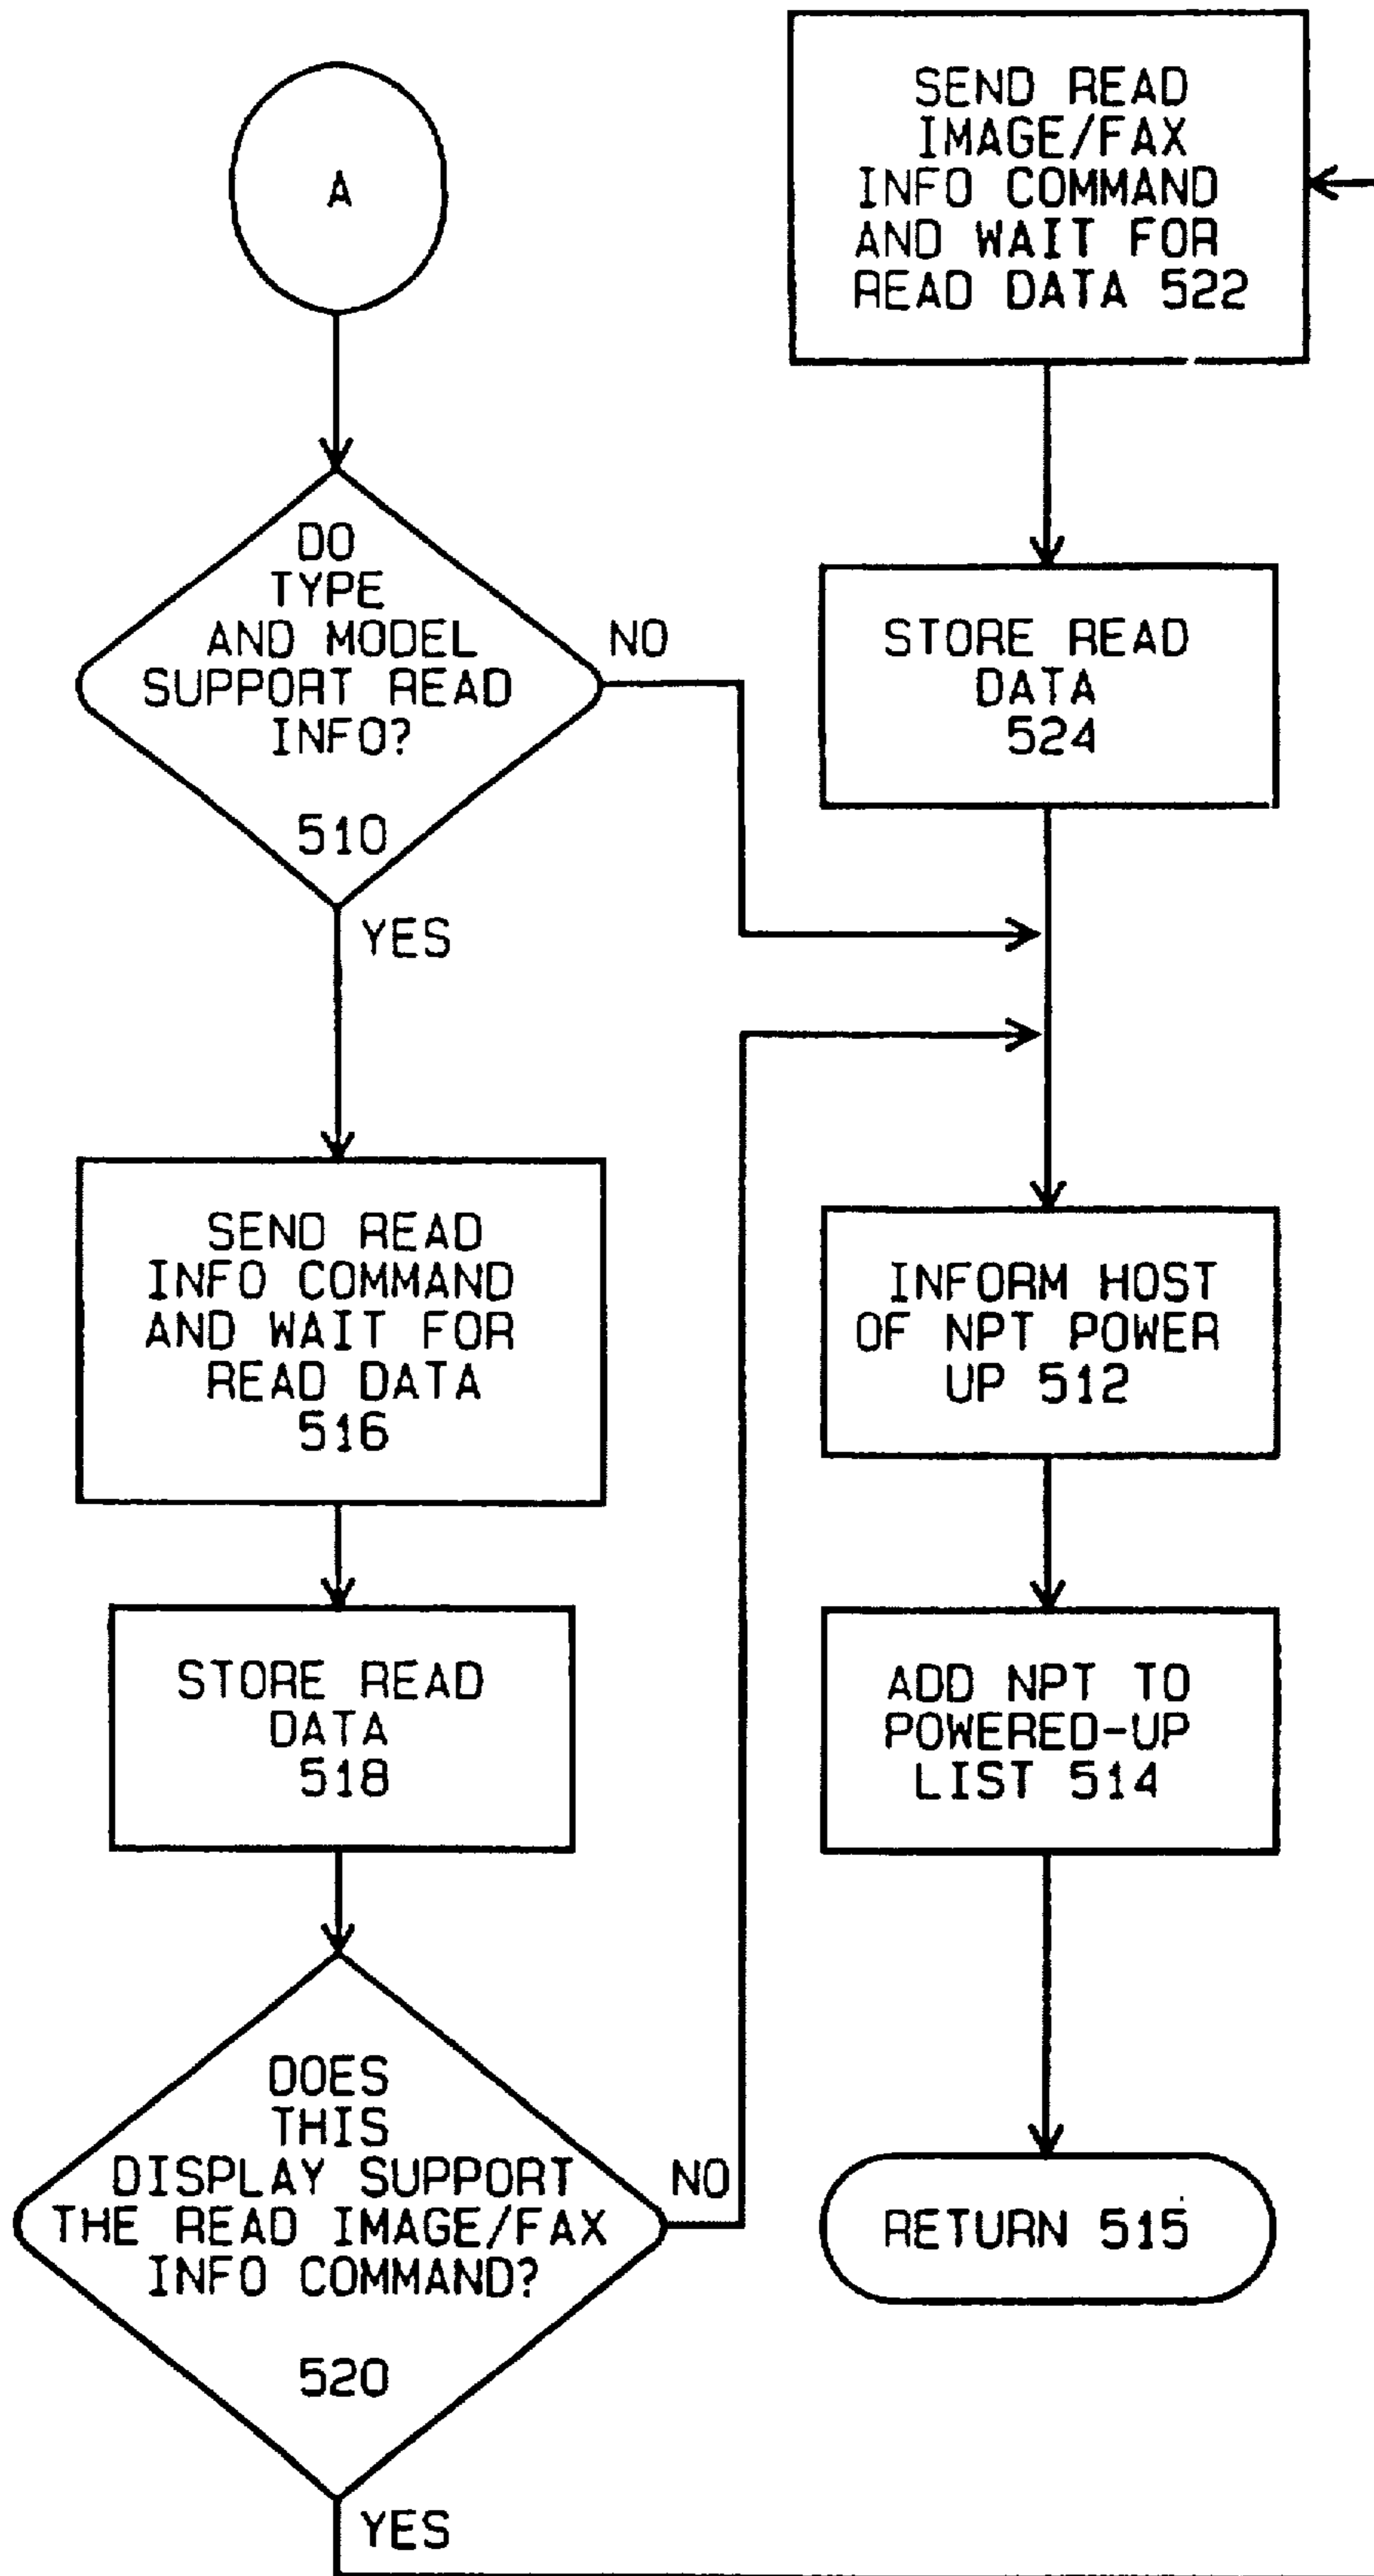 A
DO
TYPE
AND MODEL
SUPPORT READ
INFO?
510
NO
YES
SEND READ
INFO COMMAND
AND WAIT FOR
READ DATA
516
STORE READ
DATA
518
DOES
THIS
DISPLAY SUPPORT
THE READ IMAGE/FAX
INFO COMMAND?
520
NO
YES
SEND READ
IMAGE/FAX
INFO COMMAND
AND WAIT FOR
READ DATA 522
STORE READ
DATA
524
INFORM HOST
OF NPT POWER
UP 512
ADD NPT TO
POWERED-UP
LIST 514
RETURN 515